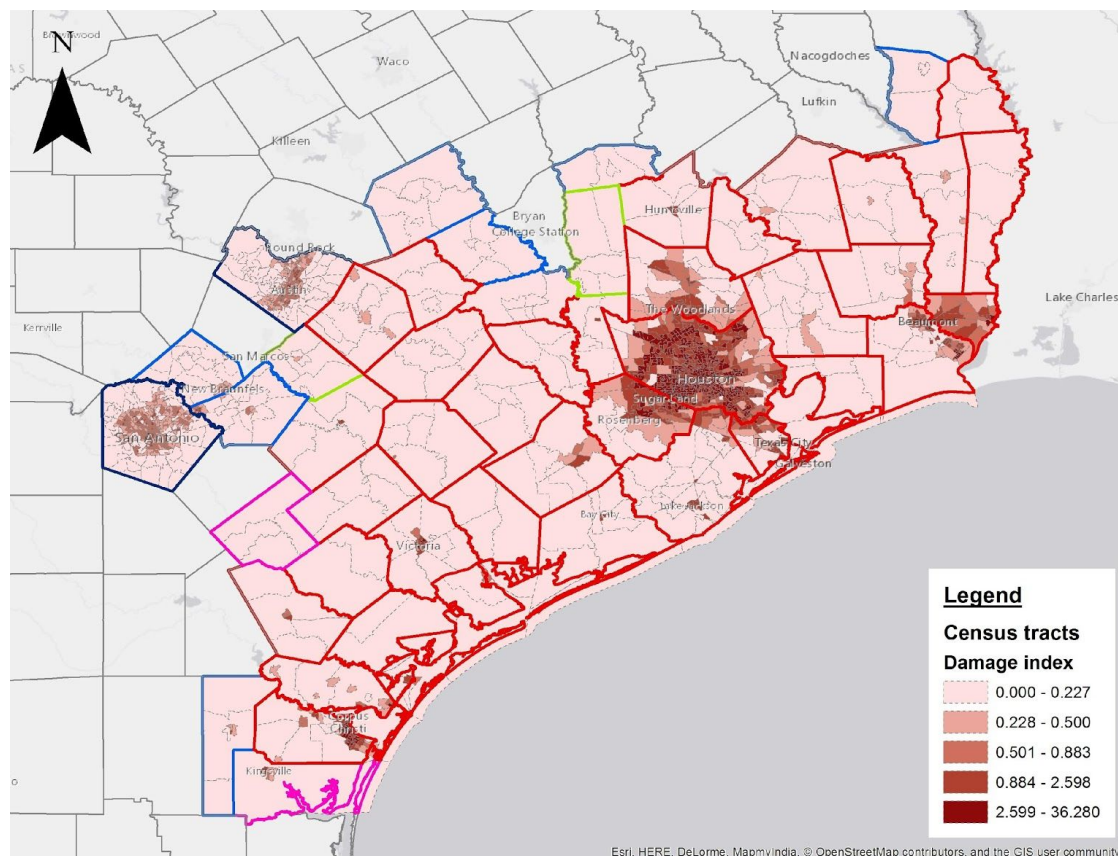 Brownwood
N
Waco
Nacogdoches
Lufkin
Killeen
Bryan
College Station
Huntsville
Round Rock
Austin
Lake Charles
The Woodlands
Beaumont
Kerrville
San Marcos
New Braunfels
Houston
Sugar Land
Rosenberg
San Antonio
Texas City
Galveston
Lake Jackson
Bay City
Victoria
Corpus
Christi
Kingsville
Legend
Census tracts
Damage index
0.000 - 0.227
0.228 - 0.500
0.501 - 0.883
0.884 - 2.598
2.599 - 36.280
Esri, HERE, DeLorme, MapmyIndia, © OpenStreetMap contributors, and the GIS user community